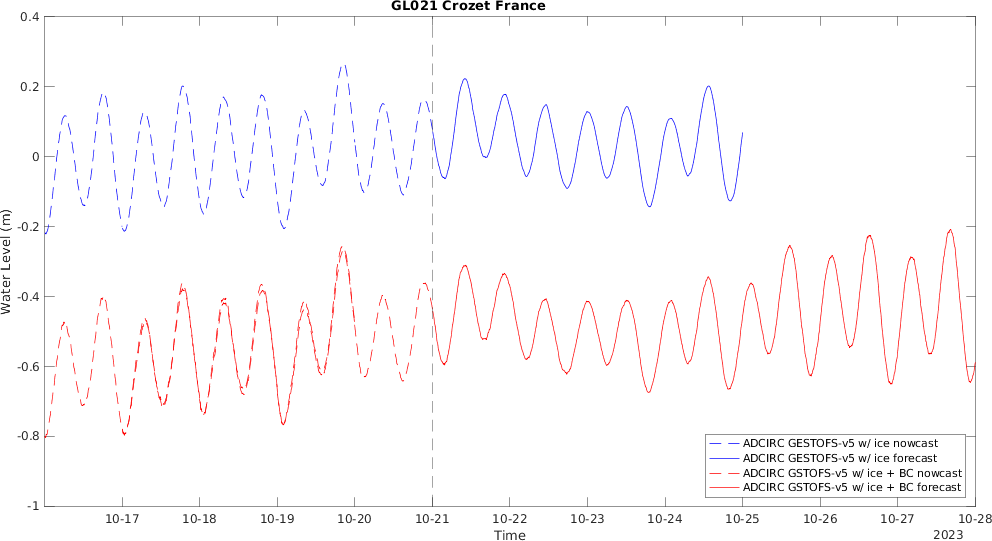 GL021 Crozet France
0.4
0.2
0
-0.2
-0.4
-0.6
-0.8
-1
Water Level (m)
ADCIRC GESTOFS-v5 w/ ice nowcast
ADCIRC GESTOFS-v5 w/ ice forecast
ADCIRC GSTOFS-v5 w/ ice + BC nowcast
ADCIRC GSTOFS-v5 w/ ice + BC forecast
10-17 10-18 10-19 10-20 10-21 10-22 10-23 10-24 10-25 10-26 10-27 10-28
Time
2023